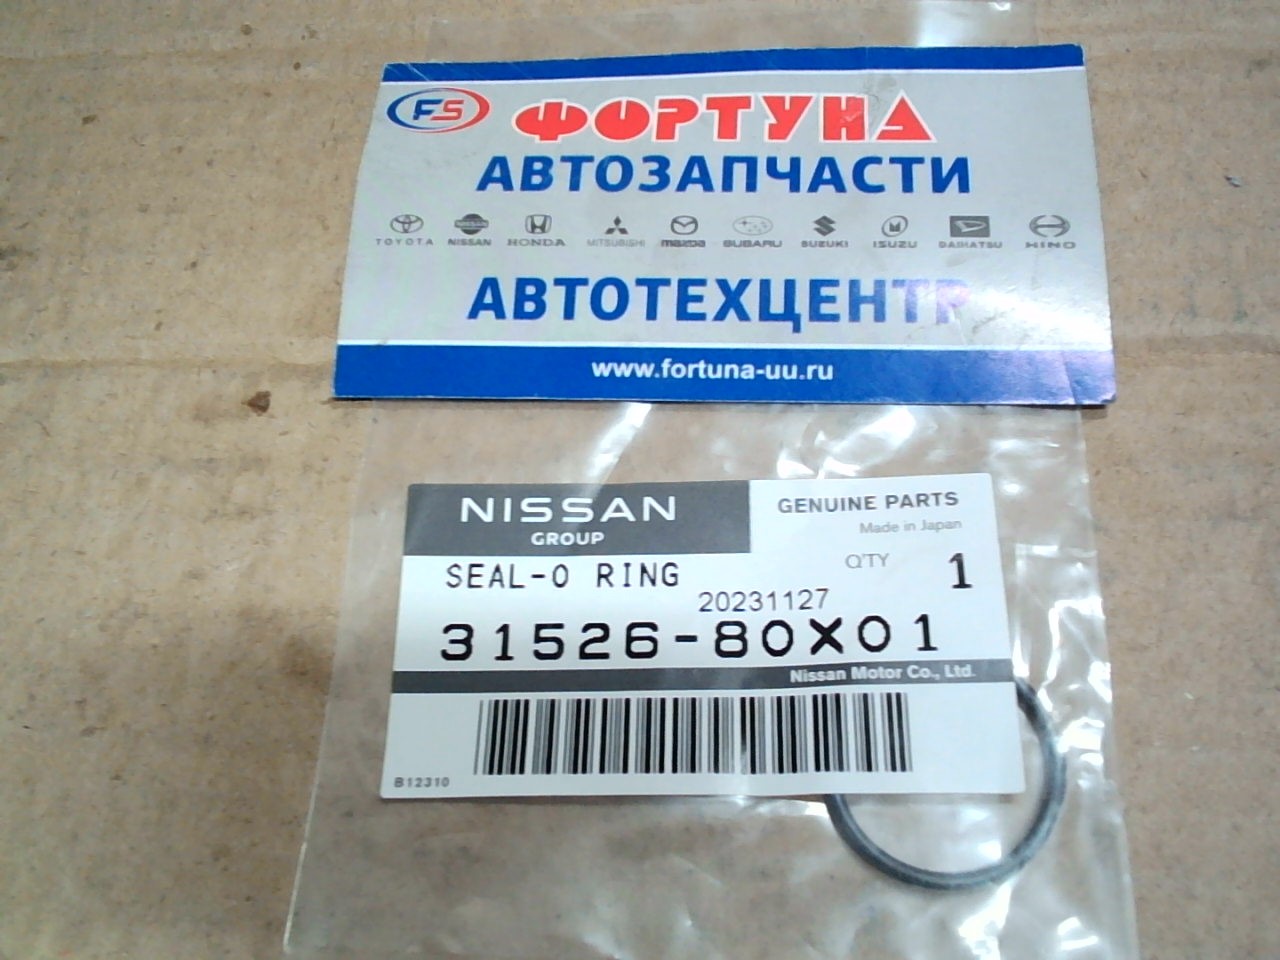 FS ФОРТУНА
АВТОЗАПЧАСТИ
TOYOTA NISSAN HONDA MITSUBISHI mazda SUBARU SUZUKI ISUZU DAIHATSU HINO
АВТОТЕХЦЕНТР
www.fortuna-uu.ru
NISSAN GENUINE PARTS
GROUP Made in Japan
SEAL-O RING Q'TY 1
20231127
31526-80X01
Nissan Motor Co., Ltd.
B12310